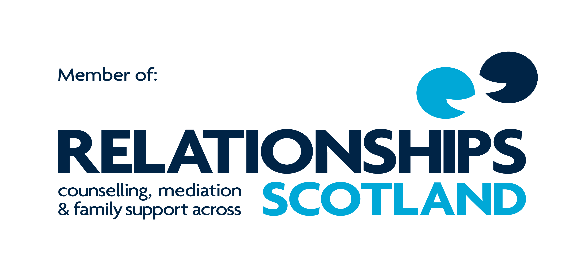 Member of:
RELATIONSHIPS
counselling, mediation
& family support across
SCOTLAND